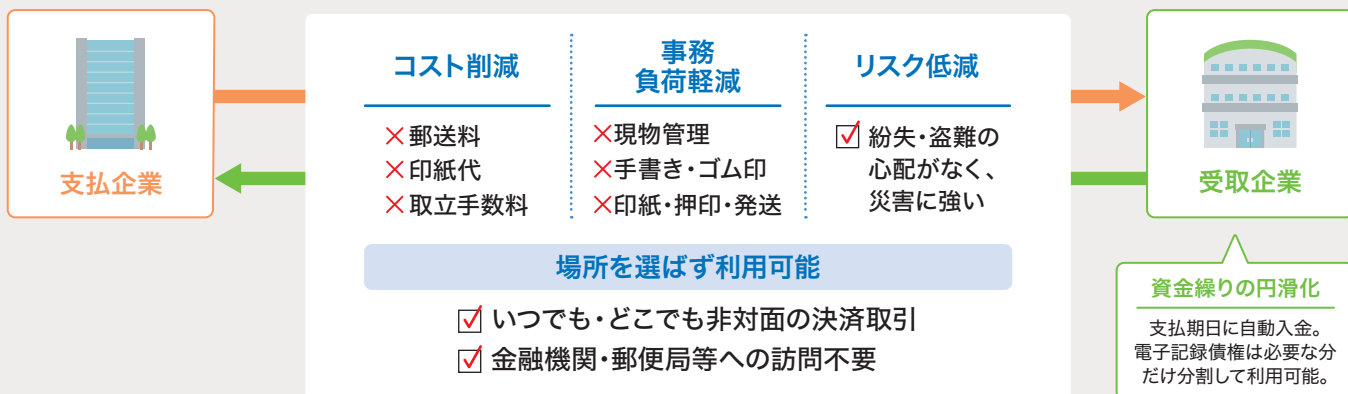 支払企業
コスト削減
×郵送料
×印紙代
×取立手数料
事務
負荷軽減
×現物管理
×手書き・ゴム印
×印紙・押印・発送
リスク低減
紛失・盗難の
心配がなく、
災害に強い
場所を選ばず利用可能
いつでも・どこでも非対面の決済取引
金融機関・郵便局等への訪問不要
受取企業
資金繰りの円滑化
支払期日に自動入金。
電子記録債権は必要な分
だけ分割して利用可能。